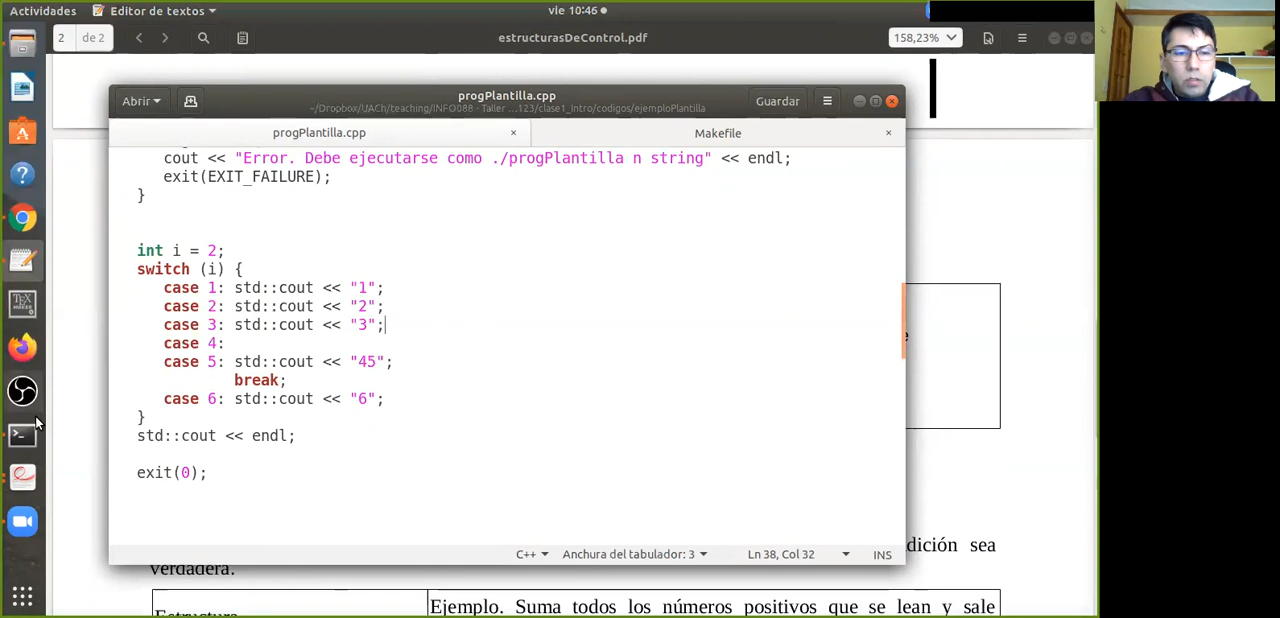 Actividades Editor de textos vie 10:46
2 de 2 estructurasDeControl.pdf 158,23%
Abrir progPlantilla.cpp Guardar
~/Dropbox/UACh/teaching/INFO088 - Taller ...123/clase1_Intro/codigos/ejemploPlantilla
progPlantilla.cpp × Makefile ×
cout << "Error. Debe ejecutarse como ./progPlantilla n string" << endl;
exit(EXIT_FAILURE);
}
int i = 2;
switch (i) {
case 1: std::cout << "1";
case 2: std::cout << "2";
case 3: std::cout << "3";
case 4:
case 5: std::cout << "45";
break;
case 6: std::cout << "6";
}
std::cout << endl;
exit(0);
C++ Anchura del tabulador: 3 Ln 38, Col 32 INS
dición sea
verdadera.
Estructura
Ejemplo. Suma todos los números positivos que se lean y sale